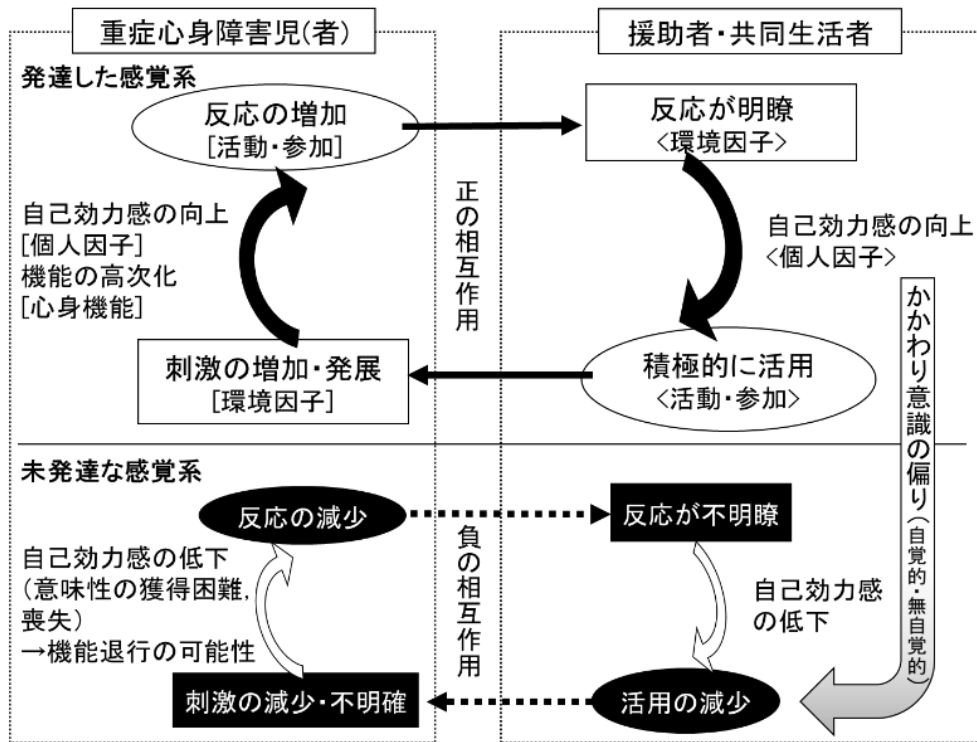 重症心身障害児(者)
援助者・共同生活者
発達した感覚系
反応の増加
[活動・参加]
反応が明瞭
<環境因子>
自己効力感の向上
[個人因子]
機能の高次化
[心身機能]
正の相互作用
自己効力感の向上
<個人因子>
刺激の増加・発展
[環境因子]
積極的に活用
<活動・参加>
かかわり意識の偏り(自覚的・無自覚的)
未発達な感覚系
反応の減少
反応が不明瞭
自己効力感の低下
(意味性の獲得困難,
喪失)
→機能退行の可能性
負の相互作用
自己効力感
の低下
刺激の減少・不明確
活用の減少